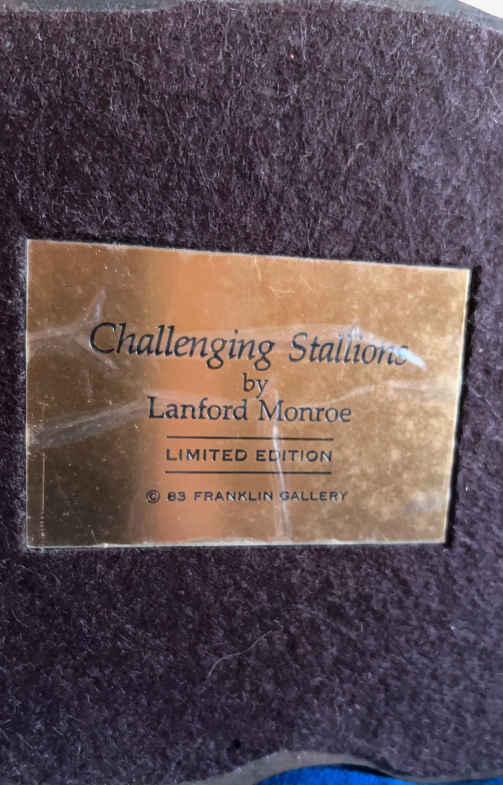 Challenging Stallions
by
Lanford Monroe
LIMITED EDITION
© 83 FRANKLIN GALLERY